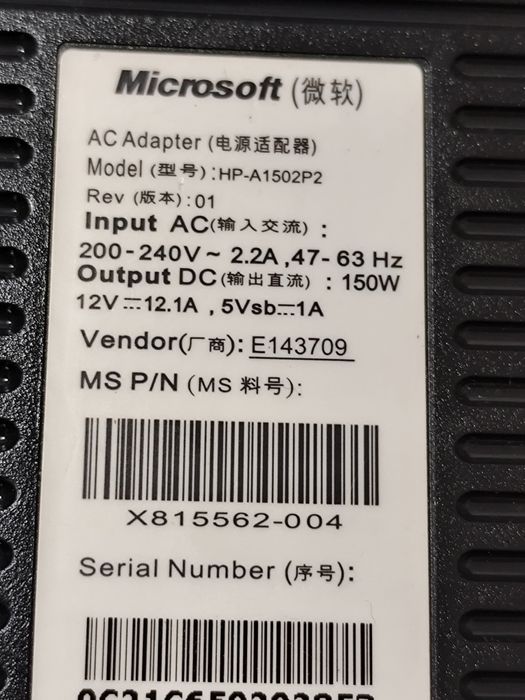 Microsoft (微软)
AC Adapter (电源适配器)
Model (型号):HP-A1502P2
Rev (版本):01
Input AC(输入交流) :
200-240V~ 2.2A ,47-63 Hz
Output DC(输出直流) : 150W
12V⎓12.1A , 5Vsb⎓1A
Vendor(厂商): E143709
MS P/N (MS 料号):
X815562-004
Serial Number (序号):